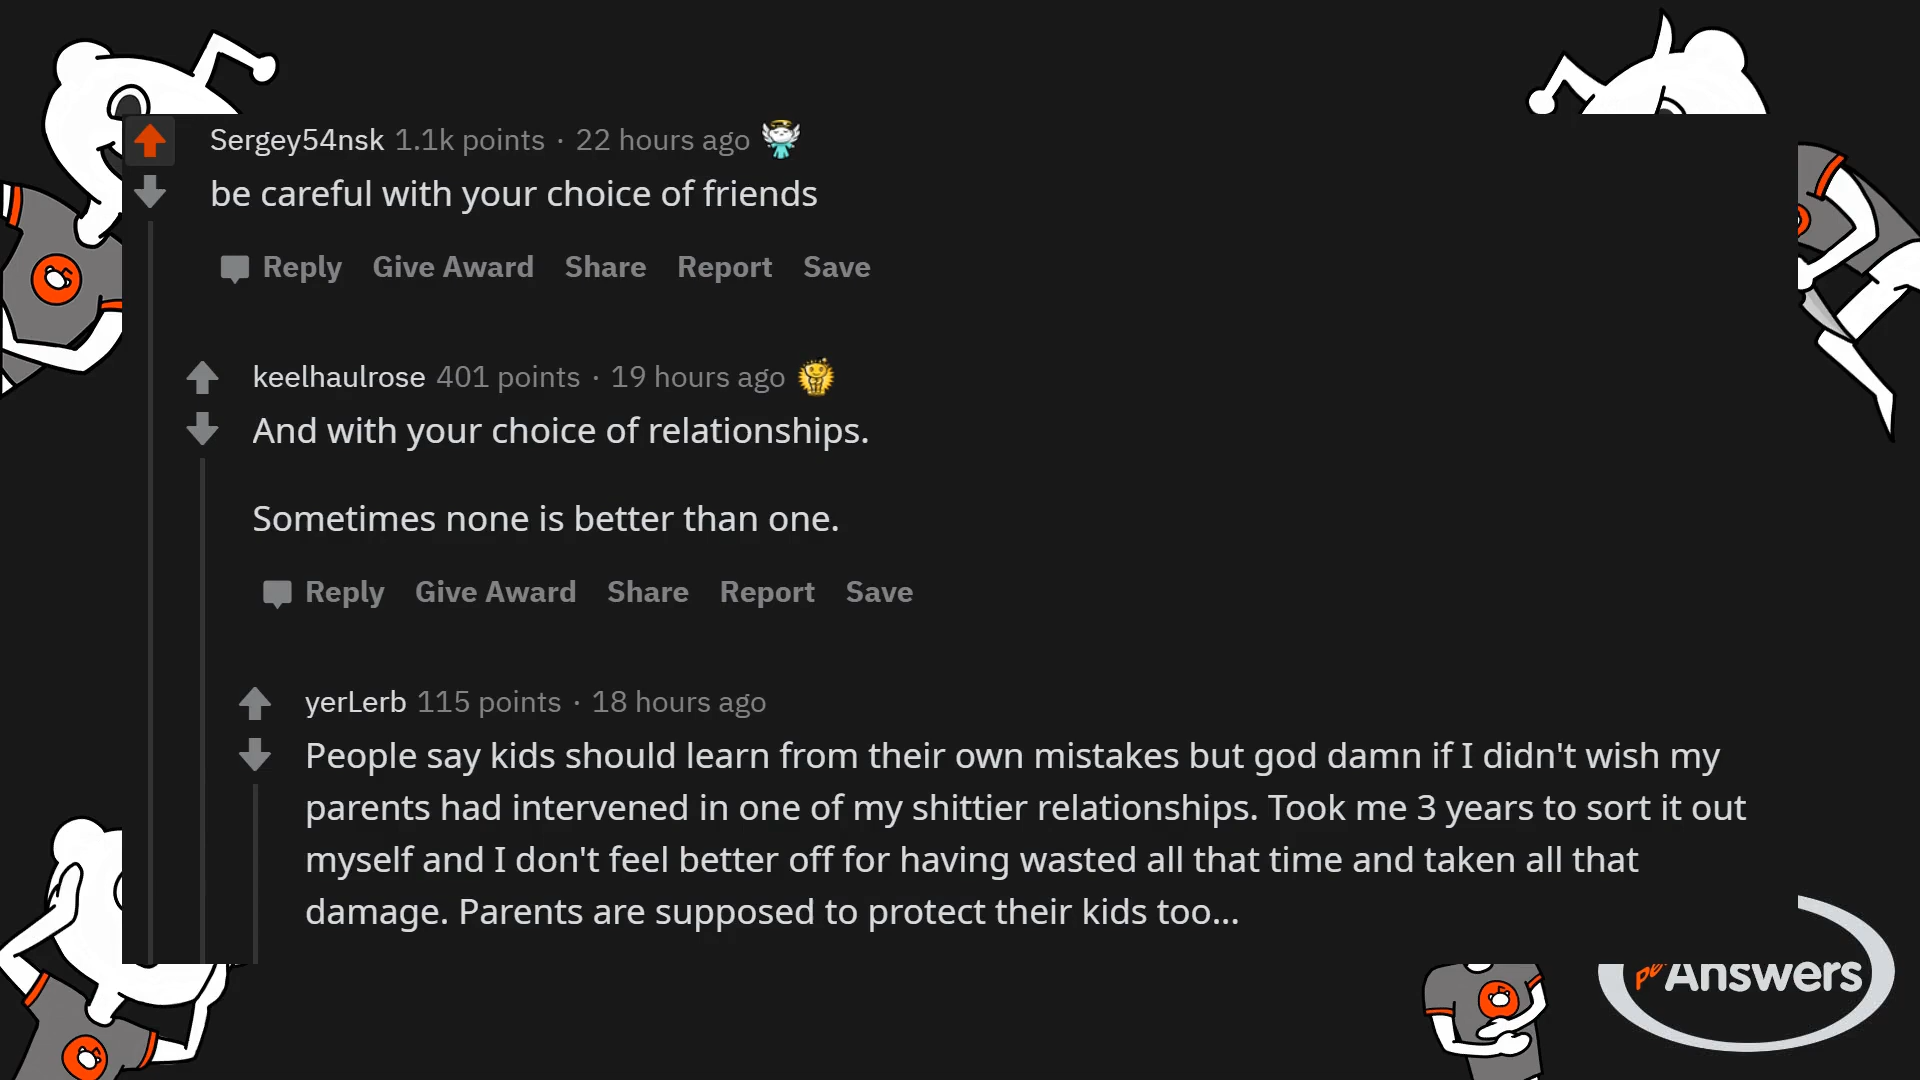 Sergey54nsk 1.1k points · 22 hours ago
be careful with your choice of friends
Reply Give Award Share Report Save
keelhaulrose 401 points · 19 hours ago
And with your choice of relationships.
Sometimes none is better than one.
Reply Give Award Share Report Save
yerLerb 115 points · 18 hours ago
People say kids should learn from their own mistakes but god damn if I didn't wish my
parents had intervened in one of my shittier relationships. Took me 3 years to sort it out
myself and I don't feel better off for having wasted all that time and taken all that
damage. Parents are supposed to protect their kids too...
Answers